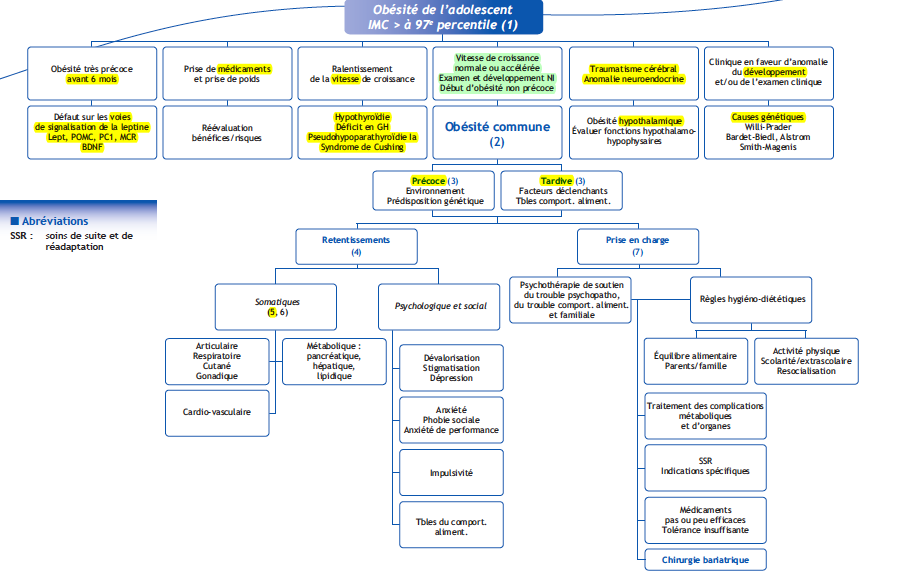 Obésité de l'adolescent
IMC > à 97e percentile (1)
Obésité très précoce
avant 6 mois
Prise de médicaments
et prise de poids
Ralentissement
de la vitesse de croissance
Vitesse de croissance
normale ou accélérée
Examen et développement Nl
Début d'obésité non précoce
Traumatisme cérébral
Anomalie neuroendocrine
Clinique en faveur d'anomalie
du développement
et/ou de l'examen clinique
Défaut sur les voies
de signalisation de la leptine
Lept, POMC, PC1, MCR
BDNF
Réévaluation
bénéfices/risques
Hypothyroïdie
Déficit en GH
Pseudohypoparathyroïdie Ia
Syndrome de Cushing
Obésité commune
(2)
Obésité hypothalamique
Évaluer fonctions hypothalamo-
hypophysaires
Causes génétiques
Willi-Prader
Bardet-Biedl, Alstrom
Smith-Magenis
Précoce (3)
Environnement
Prédisposition génétique
Tardive (3)
Facteurs déclenchants
Tbles comport. aliment.
■ Abréviations
SSR : soins de suite et de
réadaptation
Retentissements
(4)
Prise en charge
(7)
Somatiques
(5, 6)
Psychologique et social
Psychothérapie de soutien
du trouble psychopatho,
du trouble comport. aliment.
et familiale
Règles hygiéno-diététiques
Articulaire
Respiratoire
Cutané
Gonadique
Métabolique :
pancréatique,
hépatique,
lipidique
Cardio-vasculaire
Dévalorisation
Stigmatisation
Dépression
Anxiété
Phobie sociale
Anxiété de performance
Impulsivité
Tbles du comport.
aliment.
Équilibre alimentaire
Parents/famille
Activité physique
Scolarité/extrascolaire
Resocialisation
Traitement des complications
métaboliques
et d'organes
SSR
Indications spécifiques
Médicaments
pas ou peu efficaces
Tolérance insuffisante
Chirurgie bariatrique